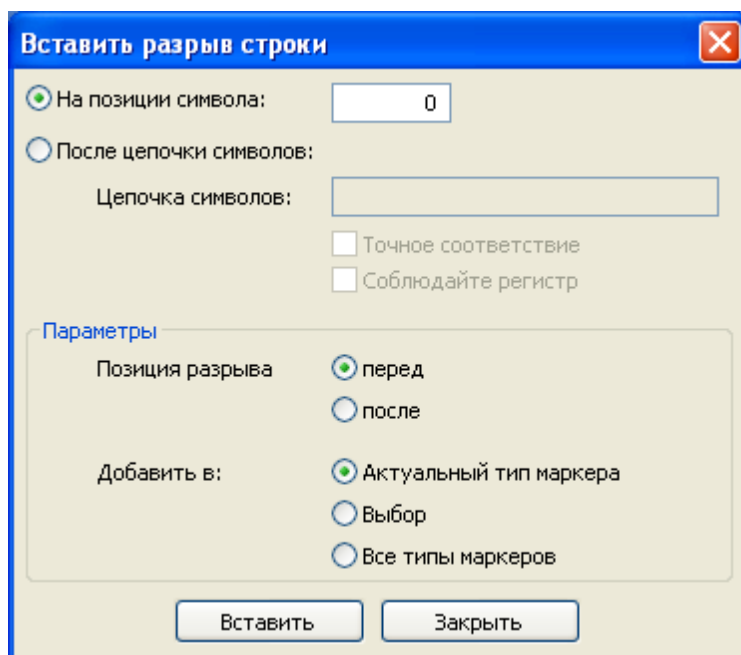 Вставить разрыв строки
На позиции символа: 0
После цепочки символов:
Цепочка символов:
Точное соответствие
Соблюдайте регистр
Параметры
Позиция разрыва перед
после
Добавить в: Актуальный тип маркера
Выбор
Все типы маркеров
Вставить Закрыть